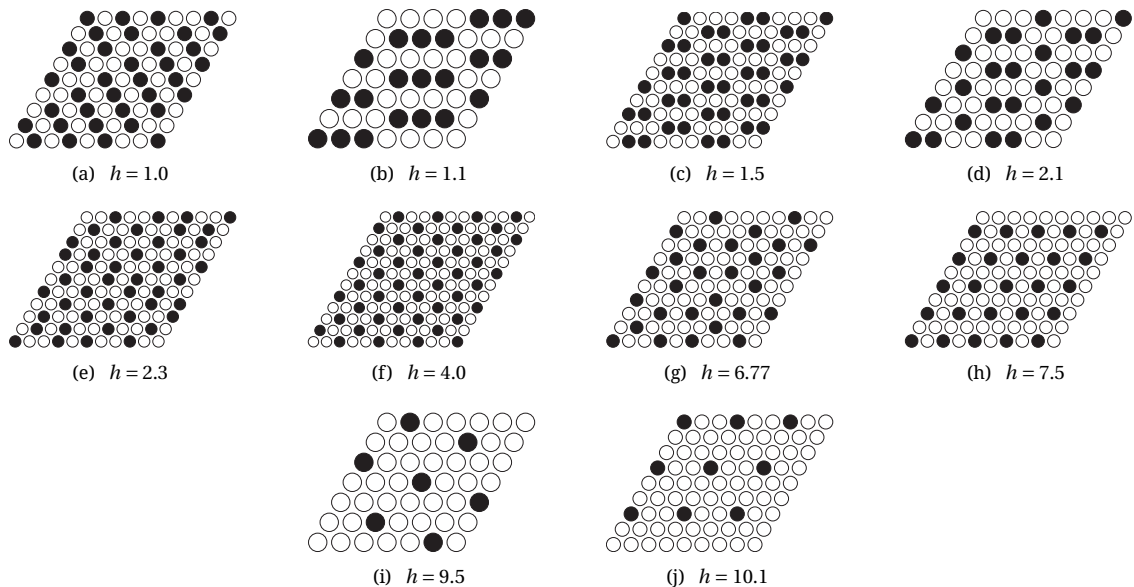 (a) h = 1.0
(b) h = 1.1
(c) h = 1.5
(d) h = 2.1
(e) h = 2.3
(f) h = 4.0
(g) h = 6.77
(h) h = 7.5
(i) h = 9.5
(j) h = 10.1